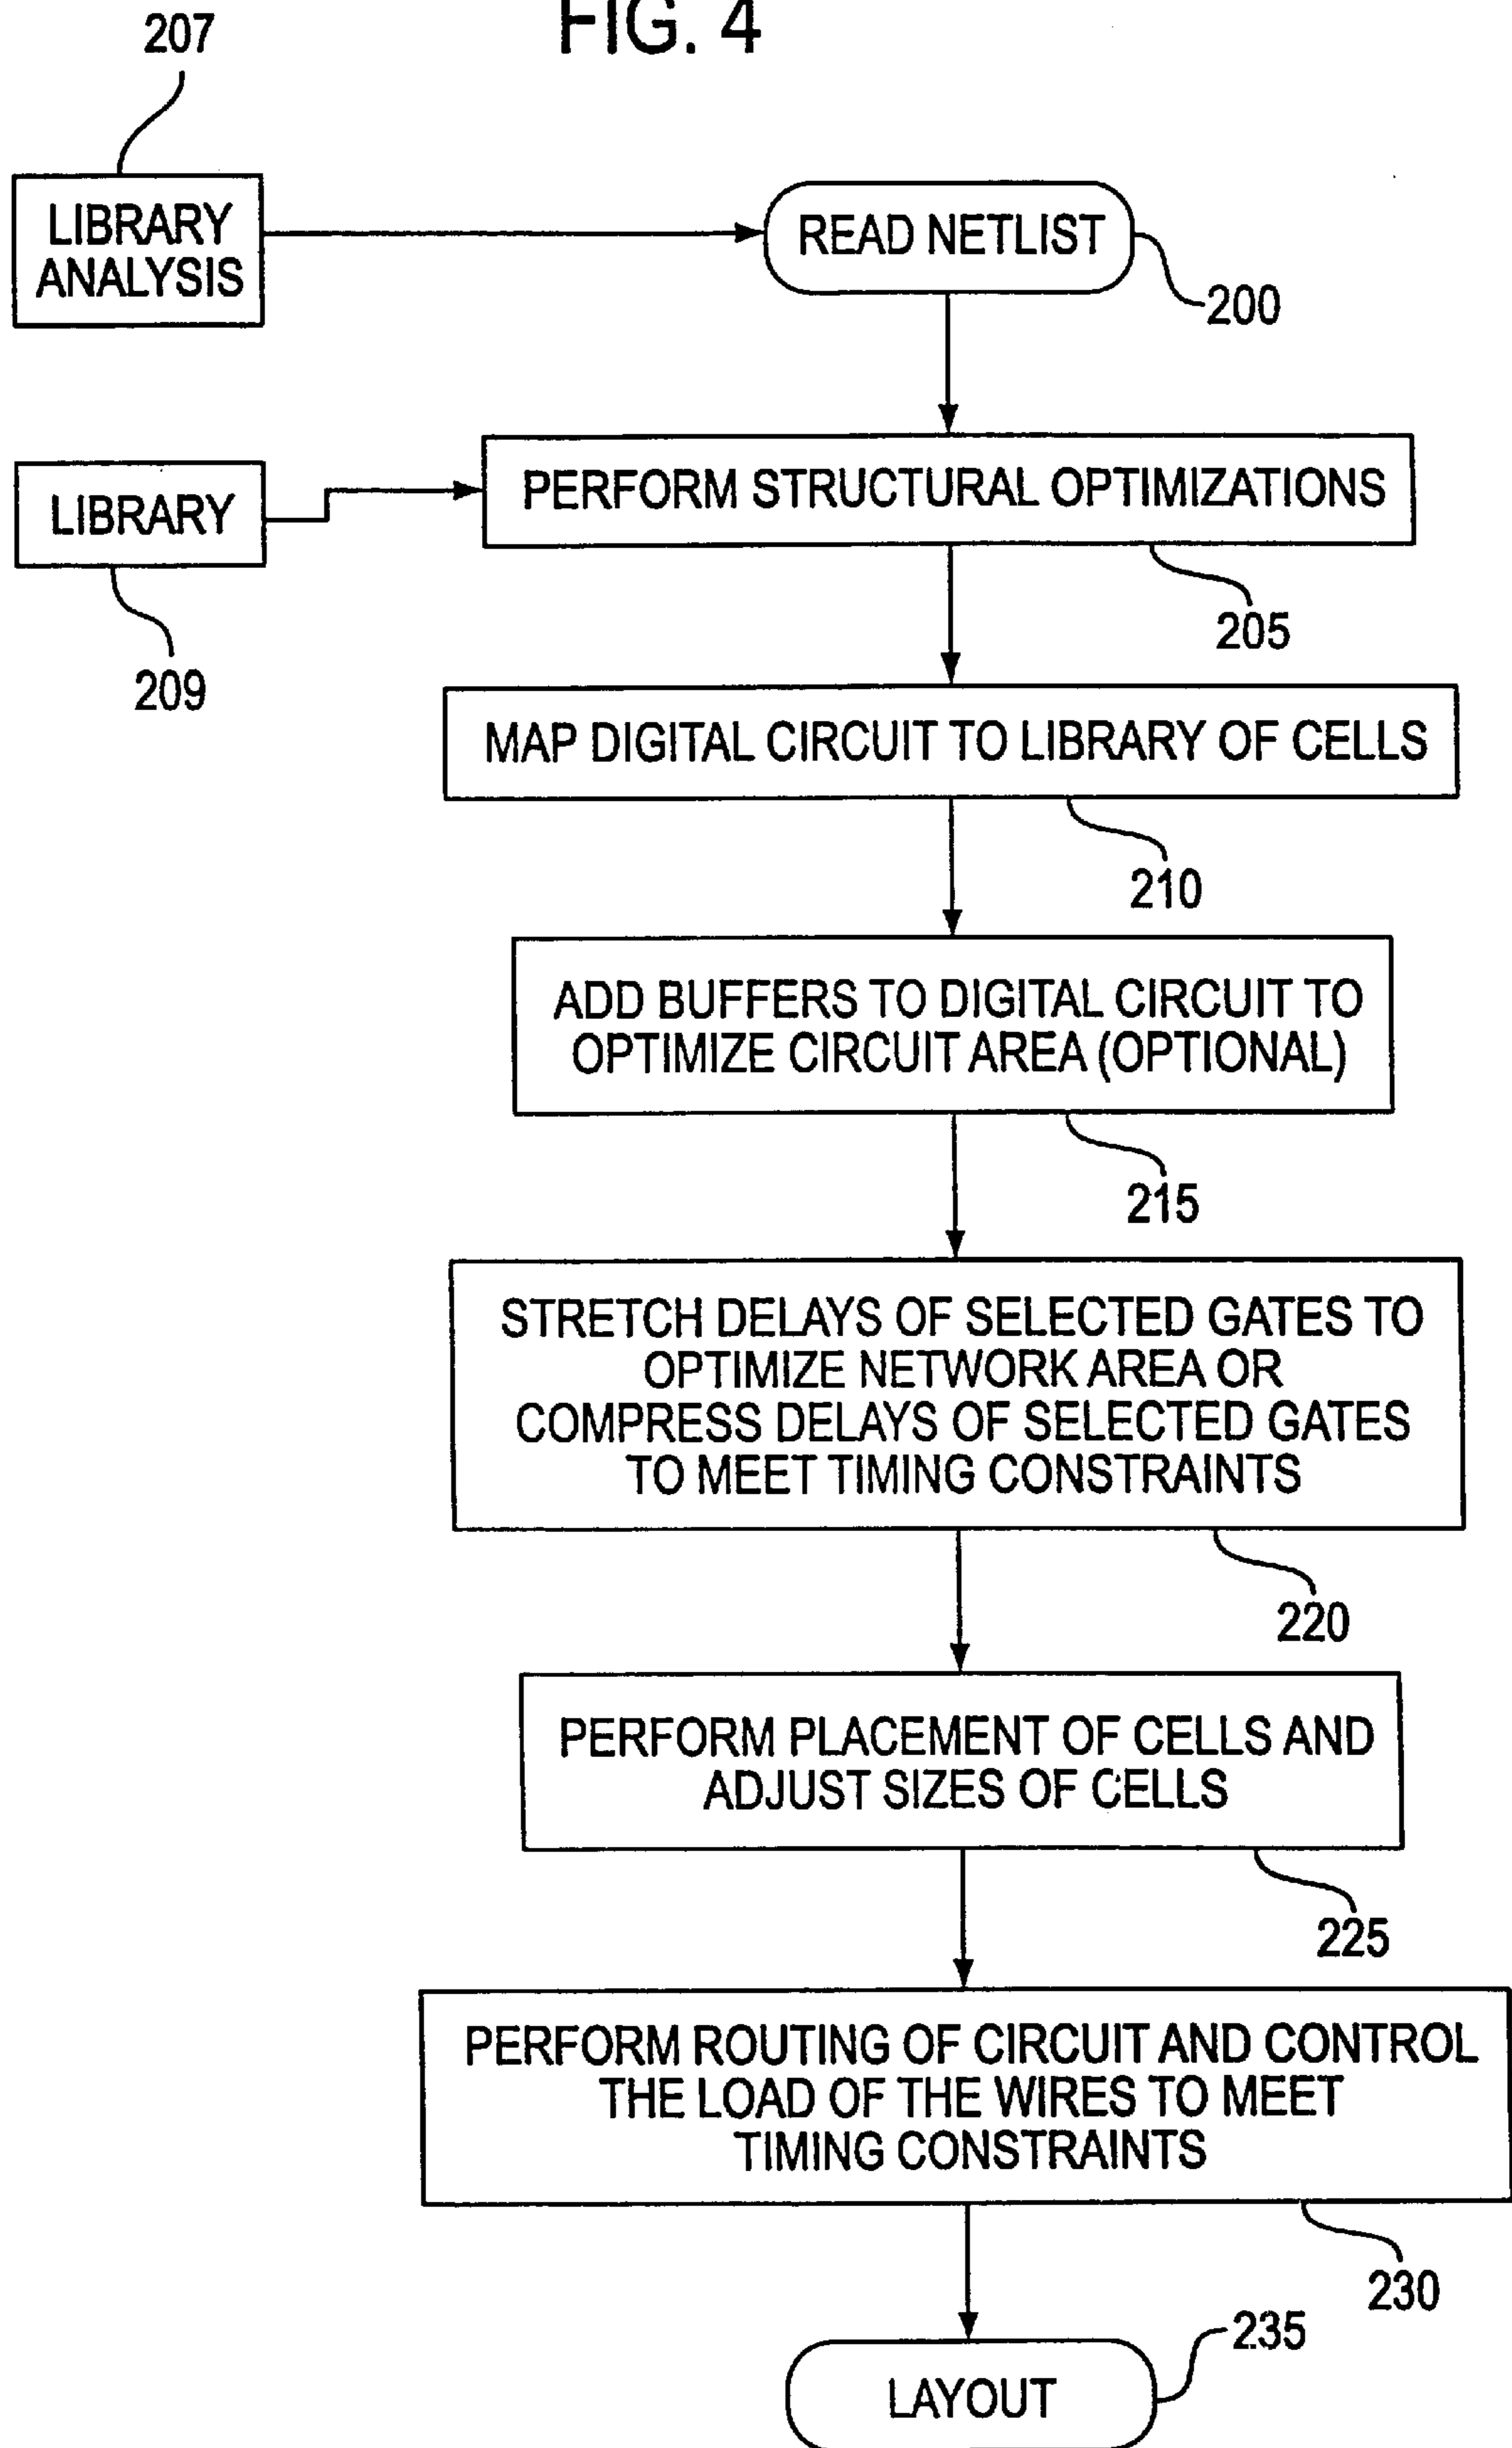 FIG. 4
207
LIBRARY
ANALYSIS
READ NETLIST
200
LIBRARY
209
PERFORM STRUCTURAL OPTIMIZATIONS
205
MAP DIGITAL CIRCUIT TO LIBRARY OF CELLS
210
ADD BUFFERS TO DIGITAL CIRCUIT TO
OPTIMIZE CIRCUIT AREA (OPTIONAL)
215
STRETCH DELAYS OF SELECTED GATES TO
OPTIMIZE NETWORK AREA OR
COMPRESS DELAYS OF SELECTED GATES
TO MEET TIMING CONSTRAINTS
220
PERFORM PLACEMENT OF CELLS AND
ADJUST SIZES OF CELLS
225
PERFORM ROUTING OF CIRCUIT AND CONTROL
THE LOAD OF THE WIRES TO MEET
TIMING CONSTRAINTS
230
235
LAYOUT